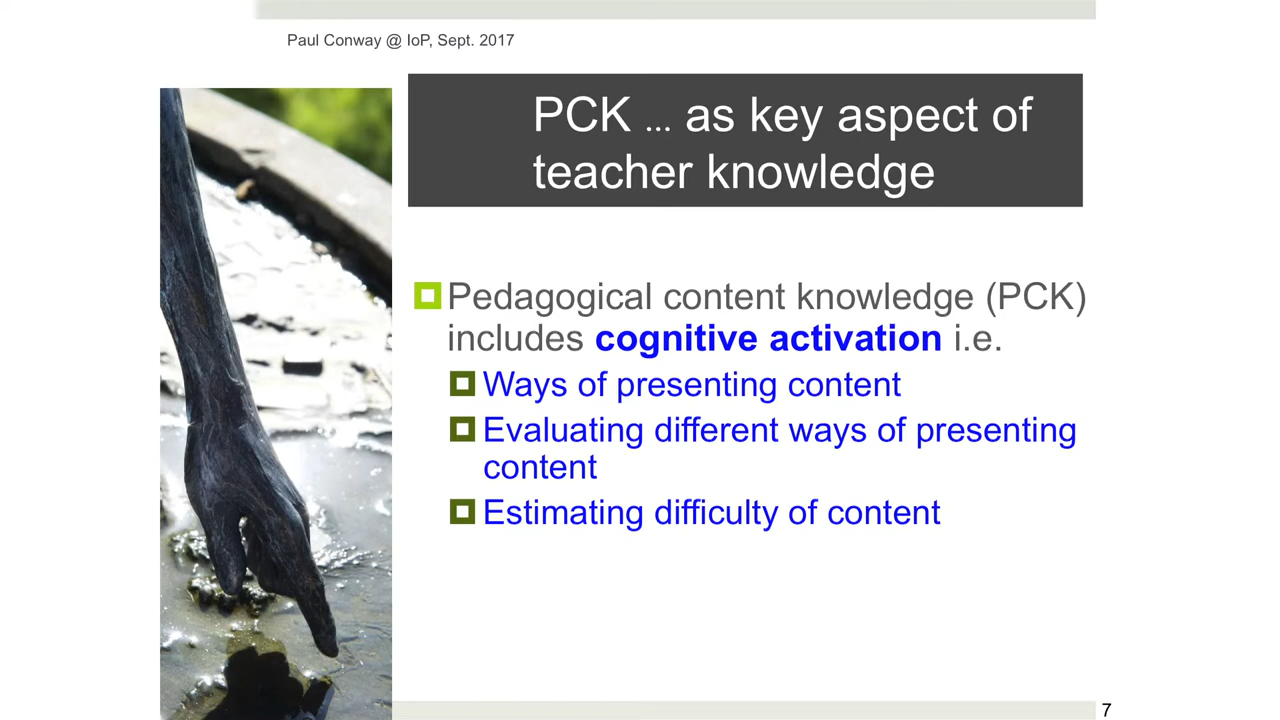 Paul Conway @ IoP, Sept. 2017
PCK ... as key aspect of
teacher knowledge
Pedagogical content knowledge (PCK)
includes cognitive activation i.e.
Ways of presenting content
Evaluating different ways of presenting
content
Estimating difficulty of content
7